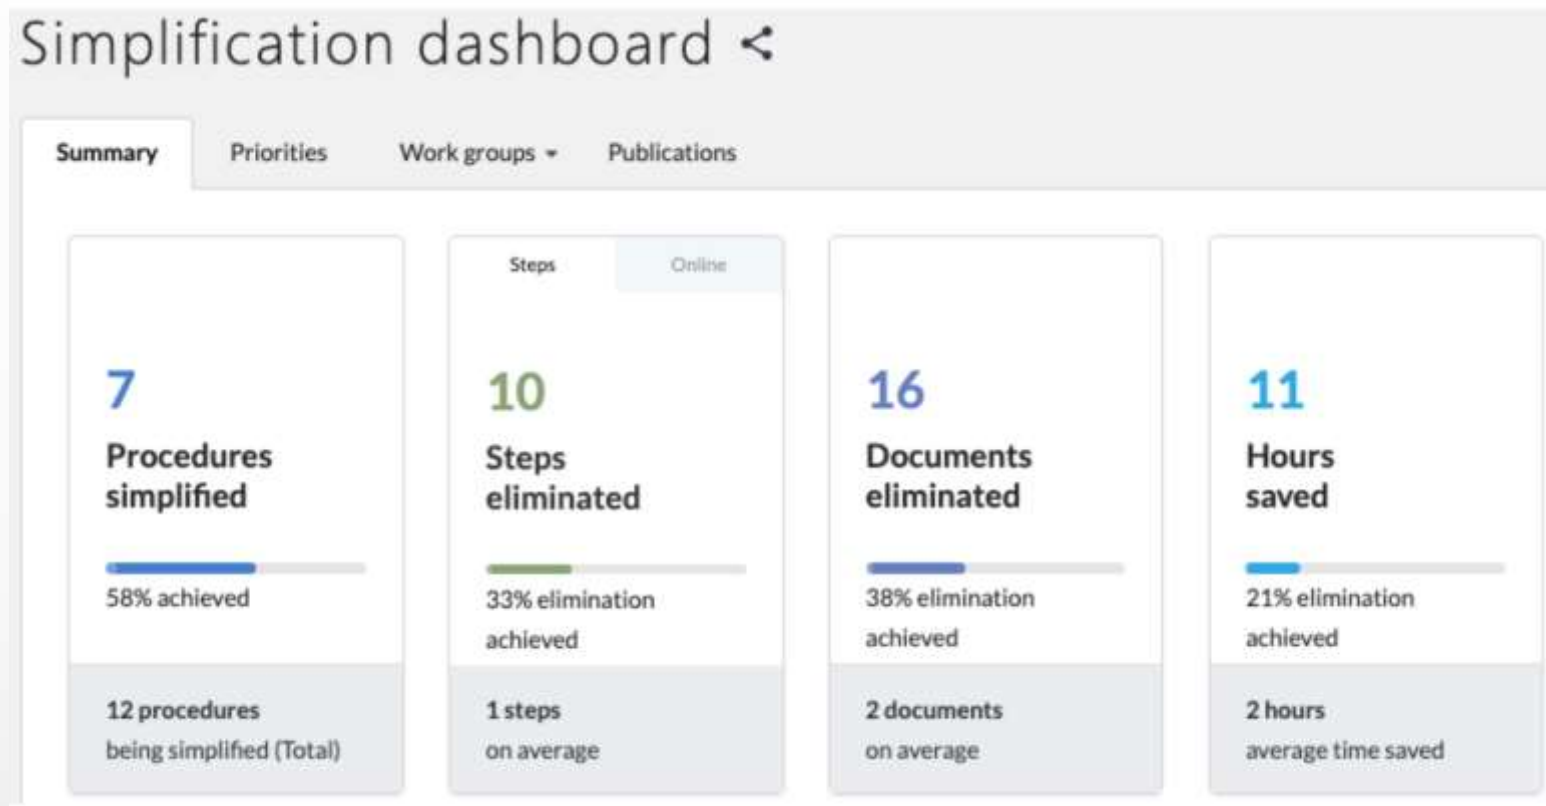 Simplification dashboard
Summary Priorities Work groups Publications
7
Procedures
simplified
58% achieved
12 procedures
being simplified (Total)
Steps Online
10
Steps
eliminated
33% elimination
achieved
1 steps
on average
16
Documents
eliminated
38% elimination
achieved
2 documents
on average
11
Hours
saved
21% elimination
achieved
2 hours
average time saved